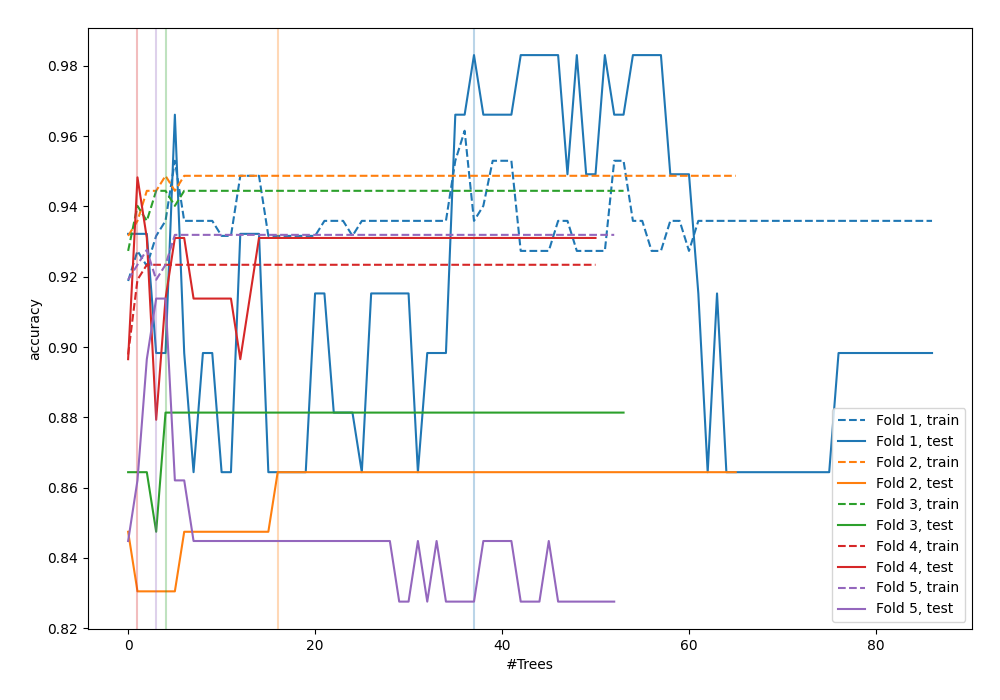 0.98
0.96
0.94
0.92
0.90
0.88
0.86
0.84
0.82
accuracy
0
20
40
60
80
#Trees
Fold 1, train
Fold 1, test
Fold 2, train
Fold 2, test
Fold 3, train
Fold 3, test
Fold 4, train
Fold 4, test
Fold 5, train
Fold 5, test